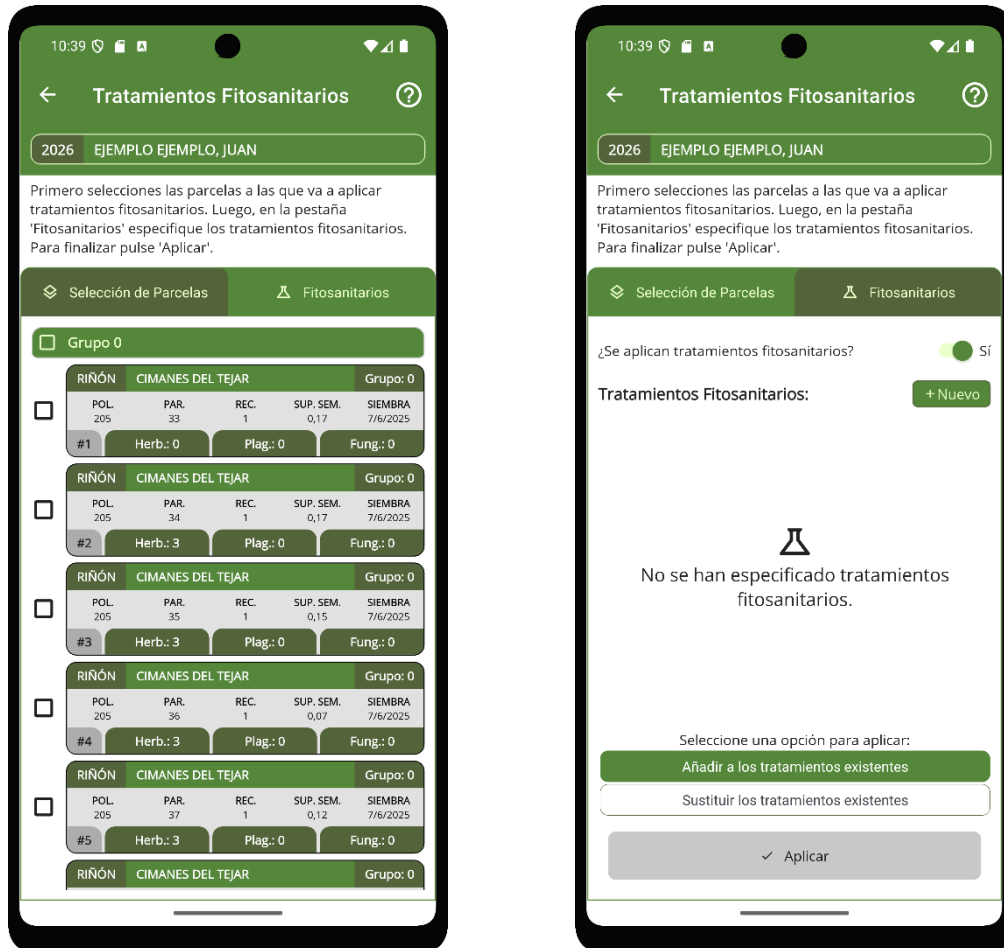 10:39
Tratamientos Fitosanitarios
2026 EJEMPLO EJEMPLO, JUAN
Primero selecciones las parcelas a las que va a aplicar
tratamientos fitosanitarios. Luego, en la pestaña
'Fitosanitarios' especifique los tratamientos fitosanitarios.
Para finalizar pulse 'Aplicar'.
Selección de Parcelas Fitosanitarios
Grupo 0
RIÑÓN CIMANES DEL TEJAR Grupo: 0
POL. PAR. REC. SUP. SEM. SIEMBRA
205 33 1 0,17 7/6/2025
#1 Herb.: 0 Plag.: 0 Fung.: 0
RIÑÓN CIMANES DEL TEJAR Grupo: 0
POL. PAR. REC. SUP. SEM. SIEMBRA
205 34 1 0,17 7/6/2025
#2 Herb.: 3 Plag.: 0 Fung.: 0
RIÑÓN CIMANES DEL TEJAR Grupo: 0
POL. PAR. REC. SUP. SEM. SIEMBRA
205 35 1 0,15 7/6/2025
#3 Herb.: 3 Plag.: 0 Fung.: 0
RIÑÓN CIMANES DEL TEJAR Grupo: 0
POL. PAR. REC. SUP. SEM. SIEMBRA
205 36 1 0,07 7/6/2025
#4 Herb.: 3 Plag.: 0 Fung.: 0
RIÑÓN CIMANES DEL TEJAR Grupo: 0
POL. PAR. REC. SUP. SEM. SIEMBRA
205 37 1 0,12 7/6/2025
#5 Herb.: 3 Plag.: 0 Fung.: 0
RIÑÓN CIMANES DEL TEJAR Grupo: 0
10:39
Tratamientos Fitosanitarios
2026 EJEMPLO EJEMPLO, JUAN
Primero selecciones las parcelas a las que va a aplicar
tratamientos fitosanitarios. Luego, en la pestaña
'Fitosanitarios' especifique los tratamientos fitosanitarios.
Para finalizar pulse 'Aplicar'.
Selección de Parcelas Fitosanitarios
¿Se aplican tratamientos fitosanitarios? Sí
Tratamientos Fitosanitarios: +Nuevo
No se han especificado tratamientos
fitosanitarios.
Seleccione una opción para aplicar:
Añadir a los tratamientos existentes
Sustituir los tratamientos existentes
Aplicar